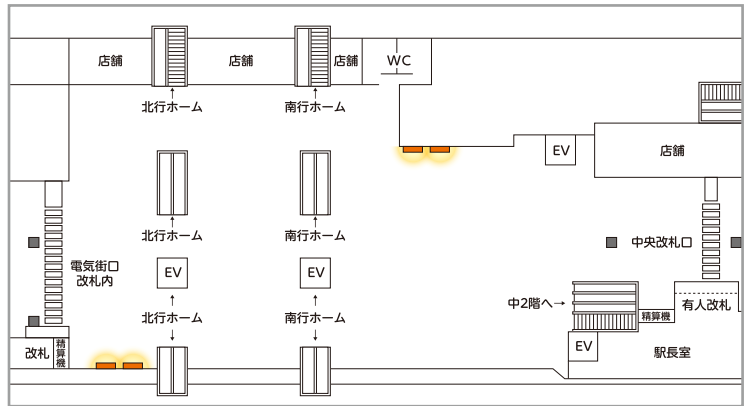 店舗
店舗
店舗
WC
北行ホーム
南行ホーム
EV
店舗
北行ホーム
南行ホーム
中央改札口
電気街口
改札内
EV
EV
中2階へ→
有人改札
精算機
北行ホーム
南行ホーム
改札
精算機
EV
駅長室